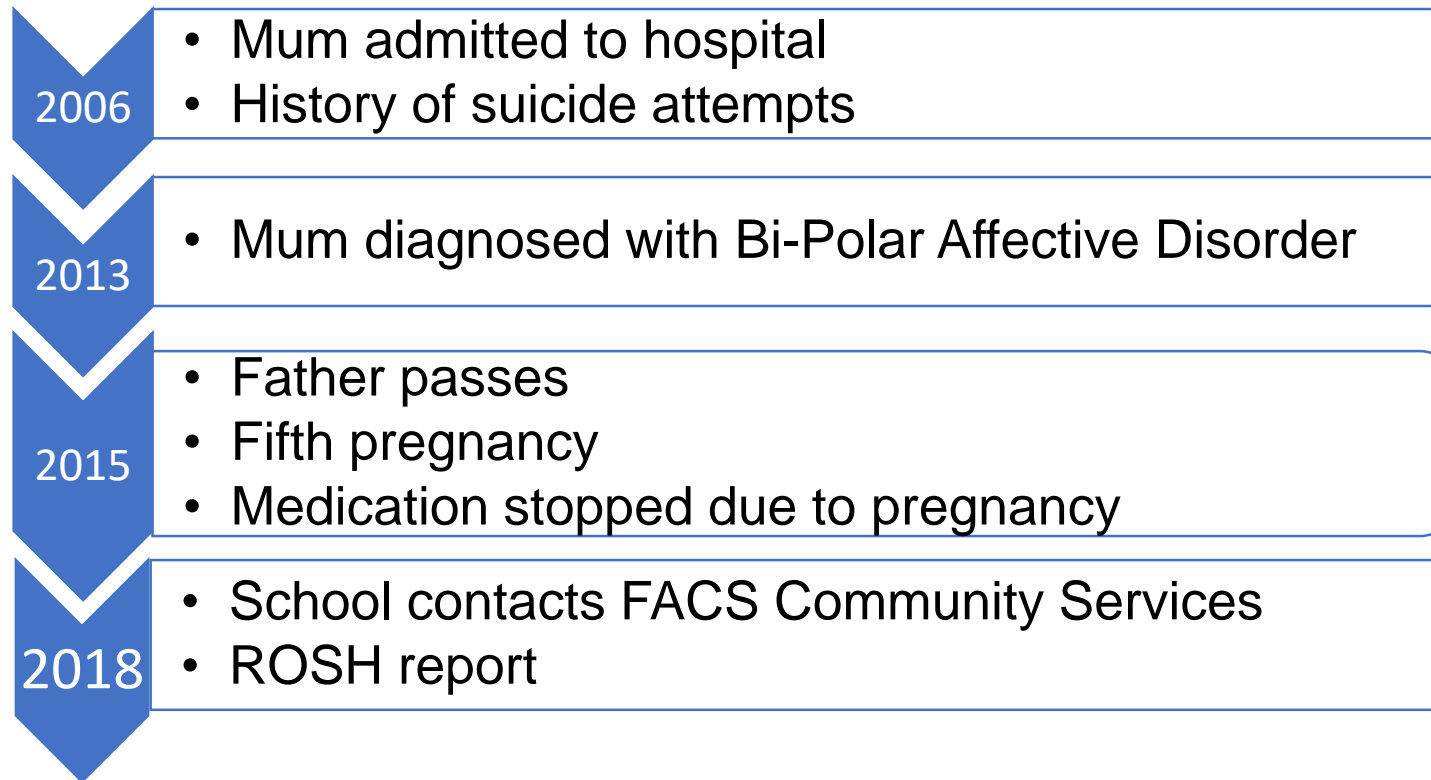 2006
• Mum admitted to hospital
• History of suicide attempts
2013
• Mum diagnosed with Bi-Polar Affective Disorder
2015
• Father passes
• Fifth pregnancy
• Medication stopped due to pregnancy
2018
• School contacts FACS Community Services
• ROSH report